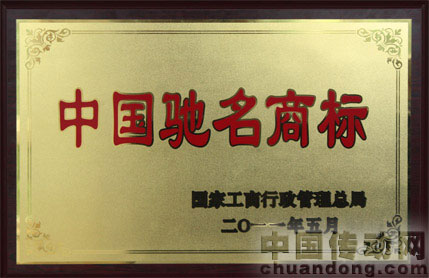 中国驰名商标
国家工商行政管理总局
二〇一一年五月
中国传动网
chuandong.com